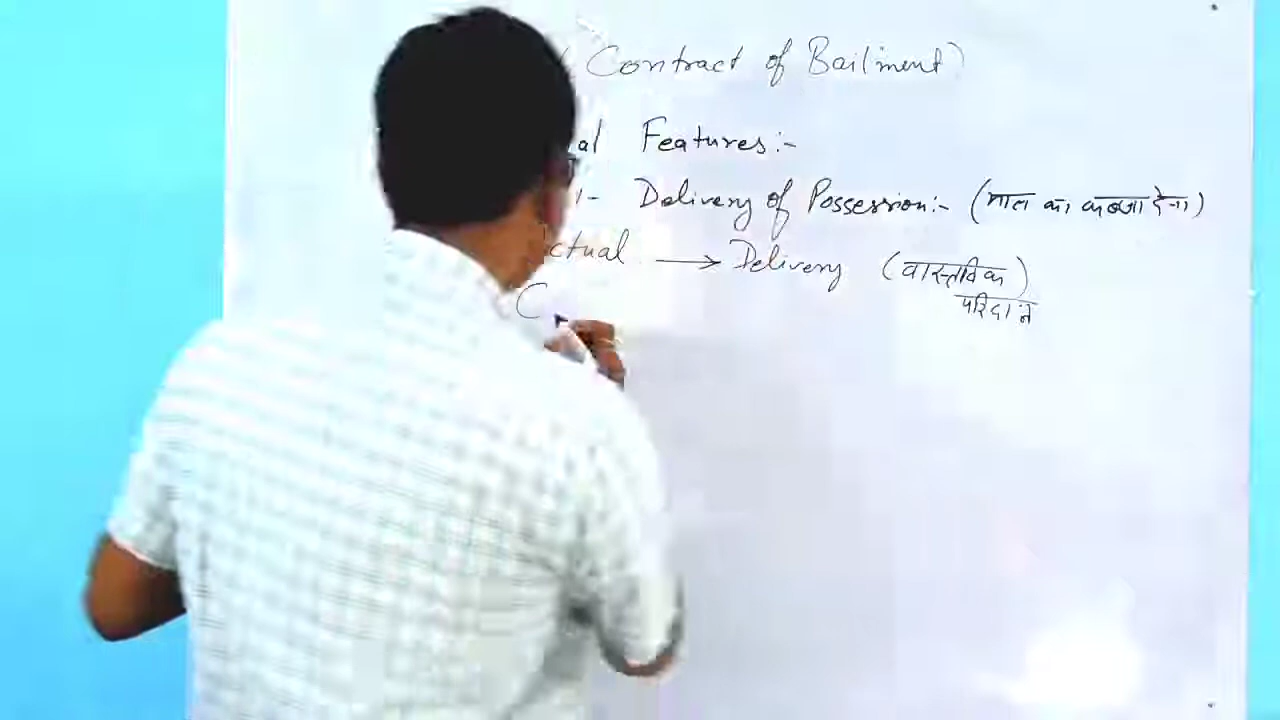 ( Contract of Bailment)
al Features:-
1- Delivery of Possession:- (माल का कब्जा देना)
ctual → Delivery (वास्तविक
परिदान)
C